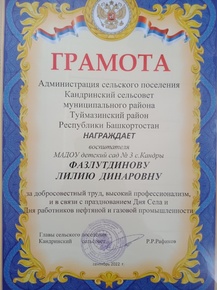 ГРАМОТА
Администрация сельского поселения
Кандринский сельсовет
муниципального района
Туймазинский район
Республики Башкортостан
НАГРАЖДАЕТ
воспитателя
МАДОУ детский сад № 3 с.Кандры
ФАЗЛУТДИНОВУ
ЛИЛИЮ ДИНАРОВНУ
за добросовестный труд, высокий профессионализм,
и в связи с празднованием Дня Села и
Дня работников нефтяной и газовой промышленности
Глава сельского поселения
Кандринский сельсовет Р.Р.Рафиков